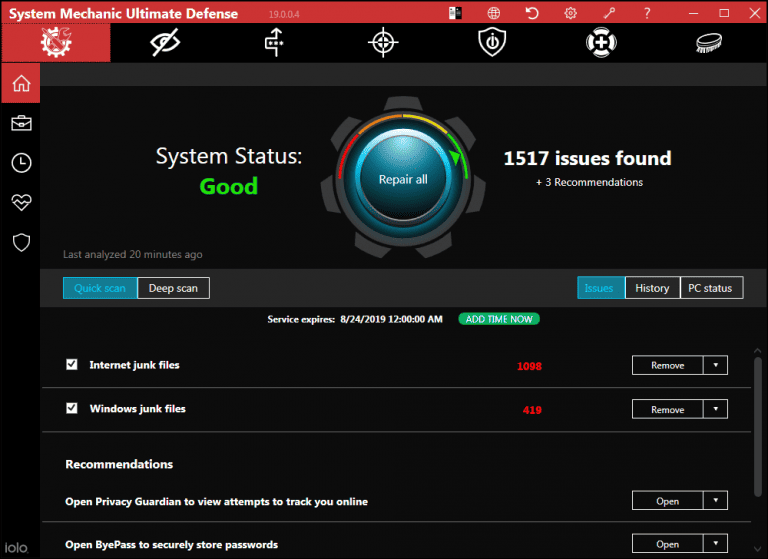 System Mechanic Ultimate Defense 19.0.0.4 ?
System Status:
Good
Repair all
1517 issues found
+ 3 Recommendations
Last analyzed 20 minutes ago
Quick scan Deep scan Issues History PC status
Service expires: 8/24/2019 12:00:00 AM ADD TIME NOW
Internet junk files 1098 Remove
Windows junk files 419 Remove
Recommendations
Open Privacy Guardian to view attempts to track you online Open
Open ByePass to securely store passwords Open
iolo